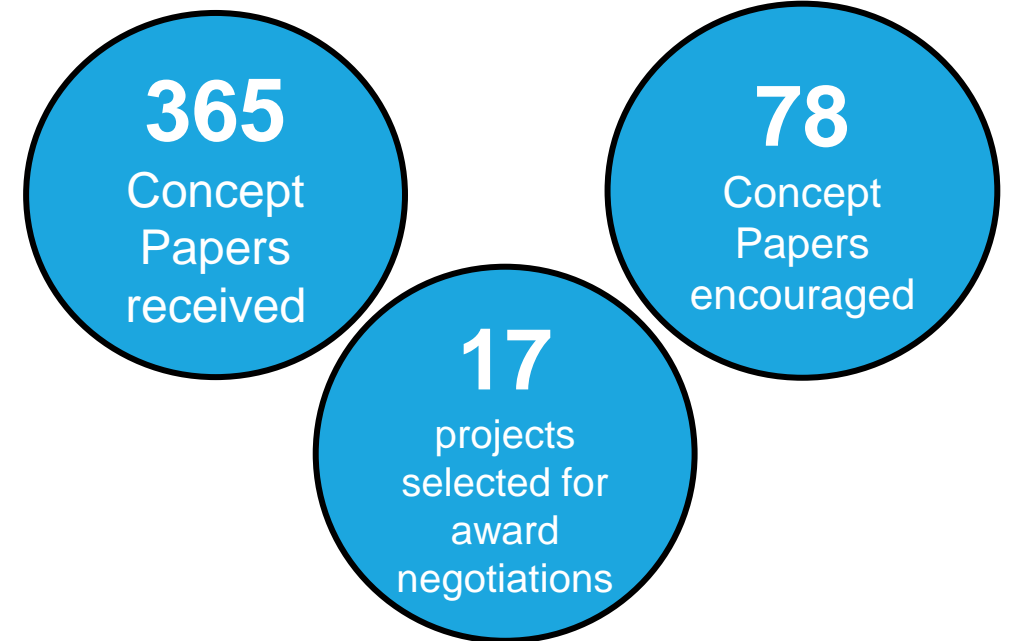 365
Concept
Papers
received
78
Concept
Papers
encouraged
17
projects
selected for
award
negotiations